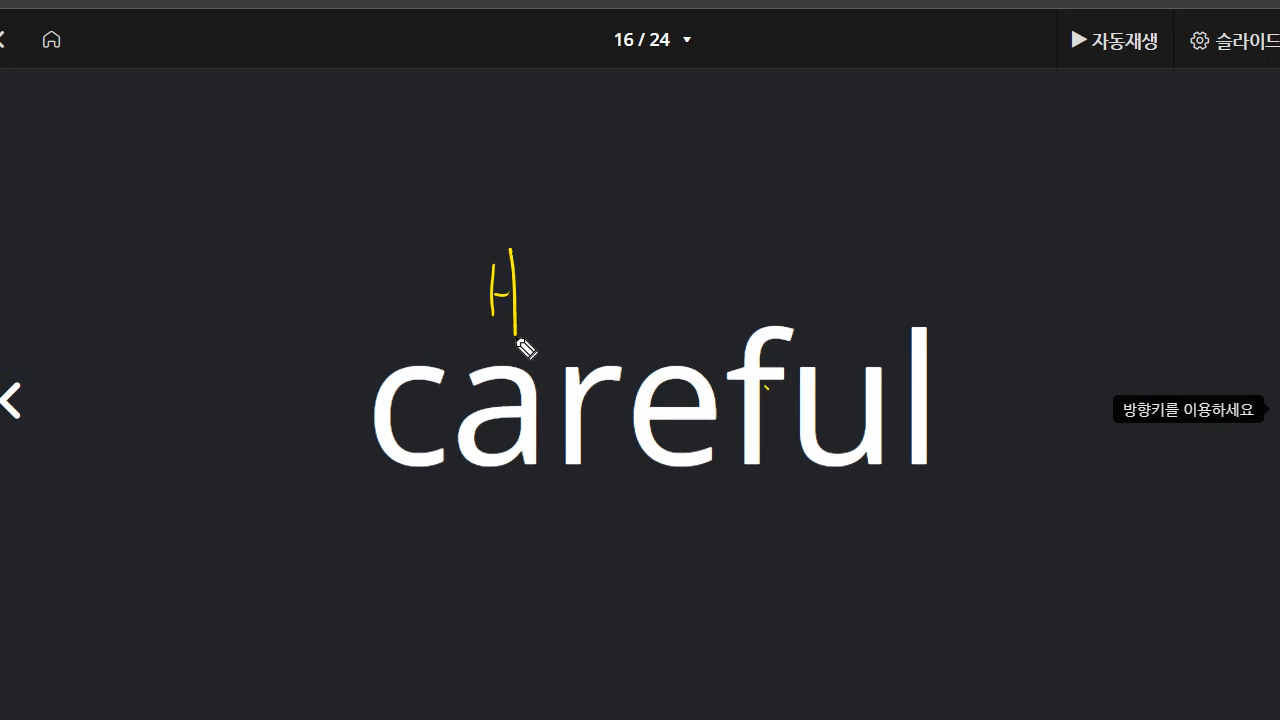 16 / 24
자동재생
슬라이드
ㅐ
careful
방향키를 이용하세요